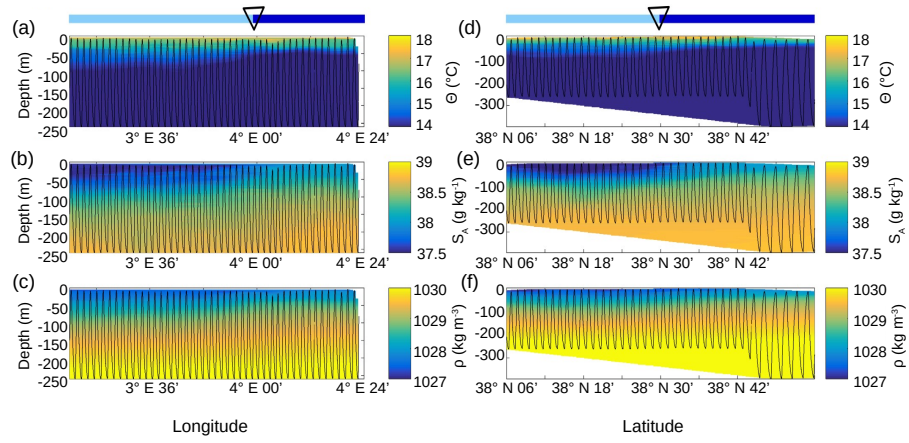 (a)
Depth (m)
0
-50
-100
-150
-200
-250
3° E 36’
4° E 00’
4° E 24’
18
17
16
15
14
Θ (°C)
(d)
0
-100
-200
-300
38° N 06’
38° N 18’
38° N 30’
38° N 42’
18
17
16
15
14
Θ (°C)
(b)
Depth (m)
0
-50
-100
-150
-200
-250
3° E 36’
4° E 00’
4° E 24’
39
38.5
38
37.5
S_A (g kg⁻¹)
(e)
0
-100
-200
-300
38° N 06’
38° N 18’
38° N 30’
38° N 42’
39
38.5
38
37.5
S_A (g kg⁻¹)
(c)
Depth (m)
0
-50
-100
-150
-200
-250
3° E 36’
4° E 00’
4° E 24’
1030
1029
1028
1027
ρ (kg m⁻³)
(f)
0
-100
-200
-300
38° N 06’
38° N 18’
38° N 30’
38° N 42’
1030
1029
1028
1027
ρ (kg m⁻³)
Longitude
Latitude